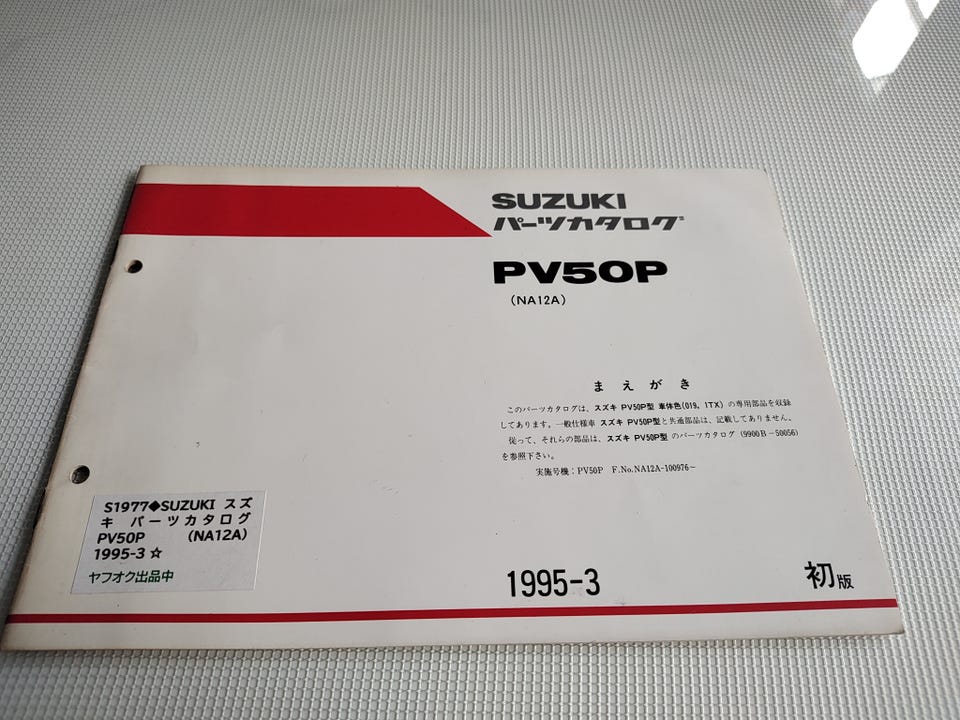 SUZUKI
パーツカタログ
PV50P
(NA12A)
まえがき
このパーツカタログは、スズキ PV50P型 車体色(019, 1TX) の専用部品を収録
してあります。一般仕様車 スズキ PV50P型と共通部品は、記載してありません。
従って、それらの部品は、スズキ PV50P型 のパーツカタログ (9900B-50056)
を参照下さい。
実施号機：PV50P F.No.NA12A-100976~
S1977◆SUZUKI スズ
キ パーツカタログ
PV50P (NA12A)
1995-3☆
ヤフオク出品中
1995-3
初版